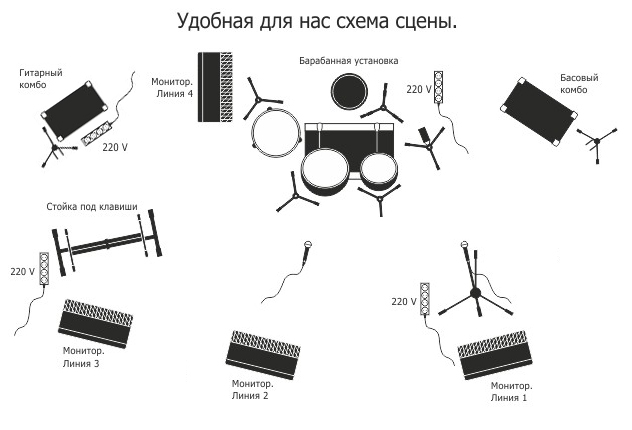 Удобная для нас схема сцены.
Гитарный
комбо
Монитор.
Линия 4
Барабанная установка
220 V
Басовый
комбо
220 V
Стойка под клавиши
220 V
220 V
Монитор.
Линия 3
Монитор.
Линия 2
Монитор.
Линия 1